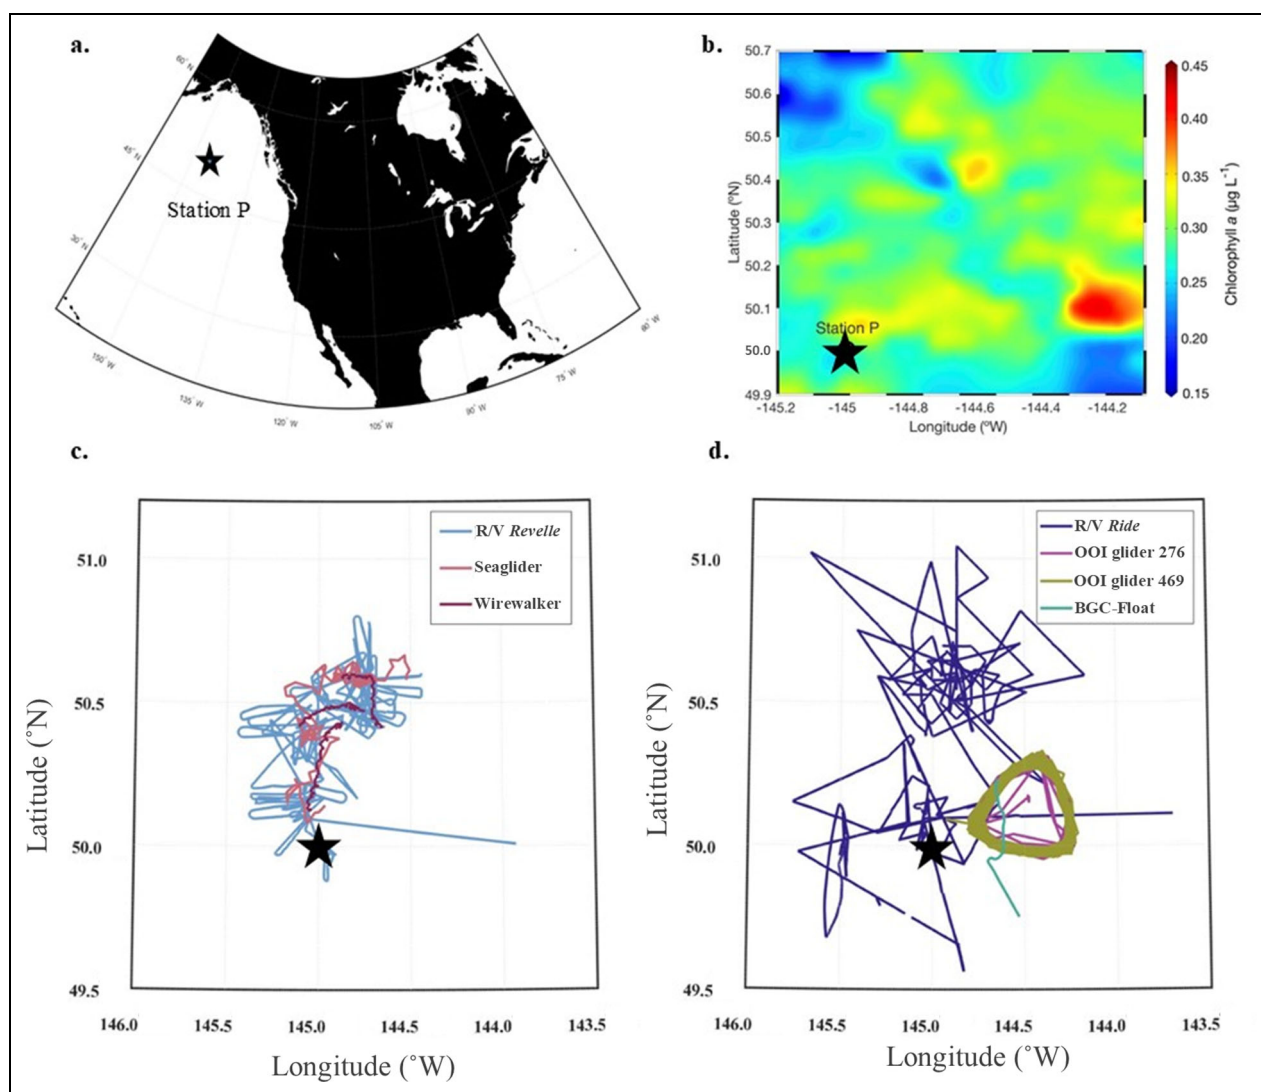 a.
60° N
45° N
30° N
Station P
150° W
135° W
120° W
105° W
90° W
75° W
60° W
b.
50.7
50.6
50.5
50.4
50.3
50.2
50.1
50.0
49.9
Latitude (ºN)
Station P
-145.2
-145
-144.8
-144.6
-144.4
-144.2
Longitude (ºW)
0.45
0.40
0.35
0.30
0.25
0.20
0.15
Chlorophyll a (µg L⁻¹)
c.
R/V Revelle
Seaglider
Wirewalker
51.0
50.5
50.0
49.5
Latitude (˚N)
146.0
145.5
145.0
144.5
144.0
143.5
Longitude (˚W)
d.
R/V Ride
OOI glider 276
OOI glider 469
BGC-Float
51.0
50.5
50.0
49.5
Latitude (˚N)
146.0
145.5
145.0
144.5
144.0
143.5
Longitude (˚W)